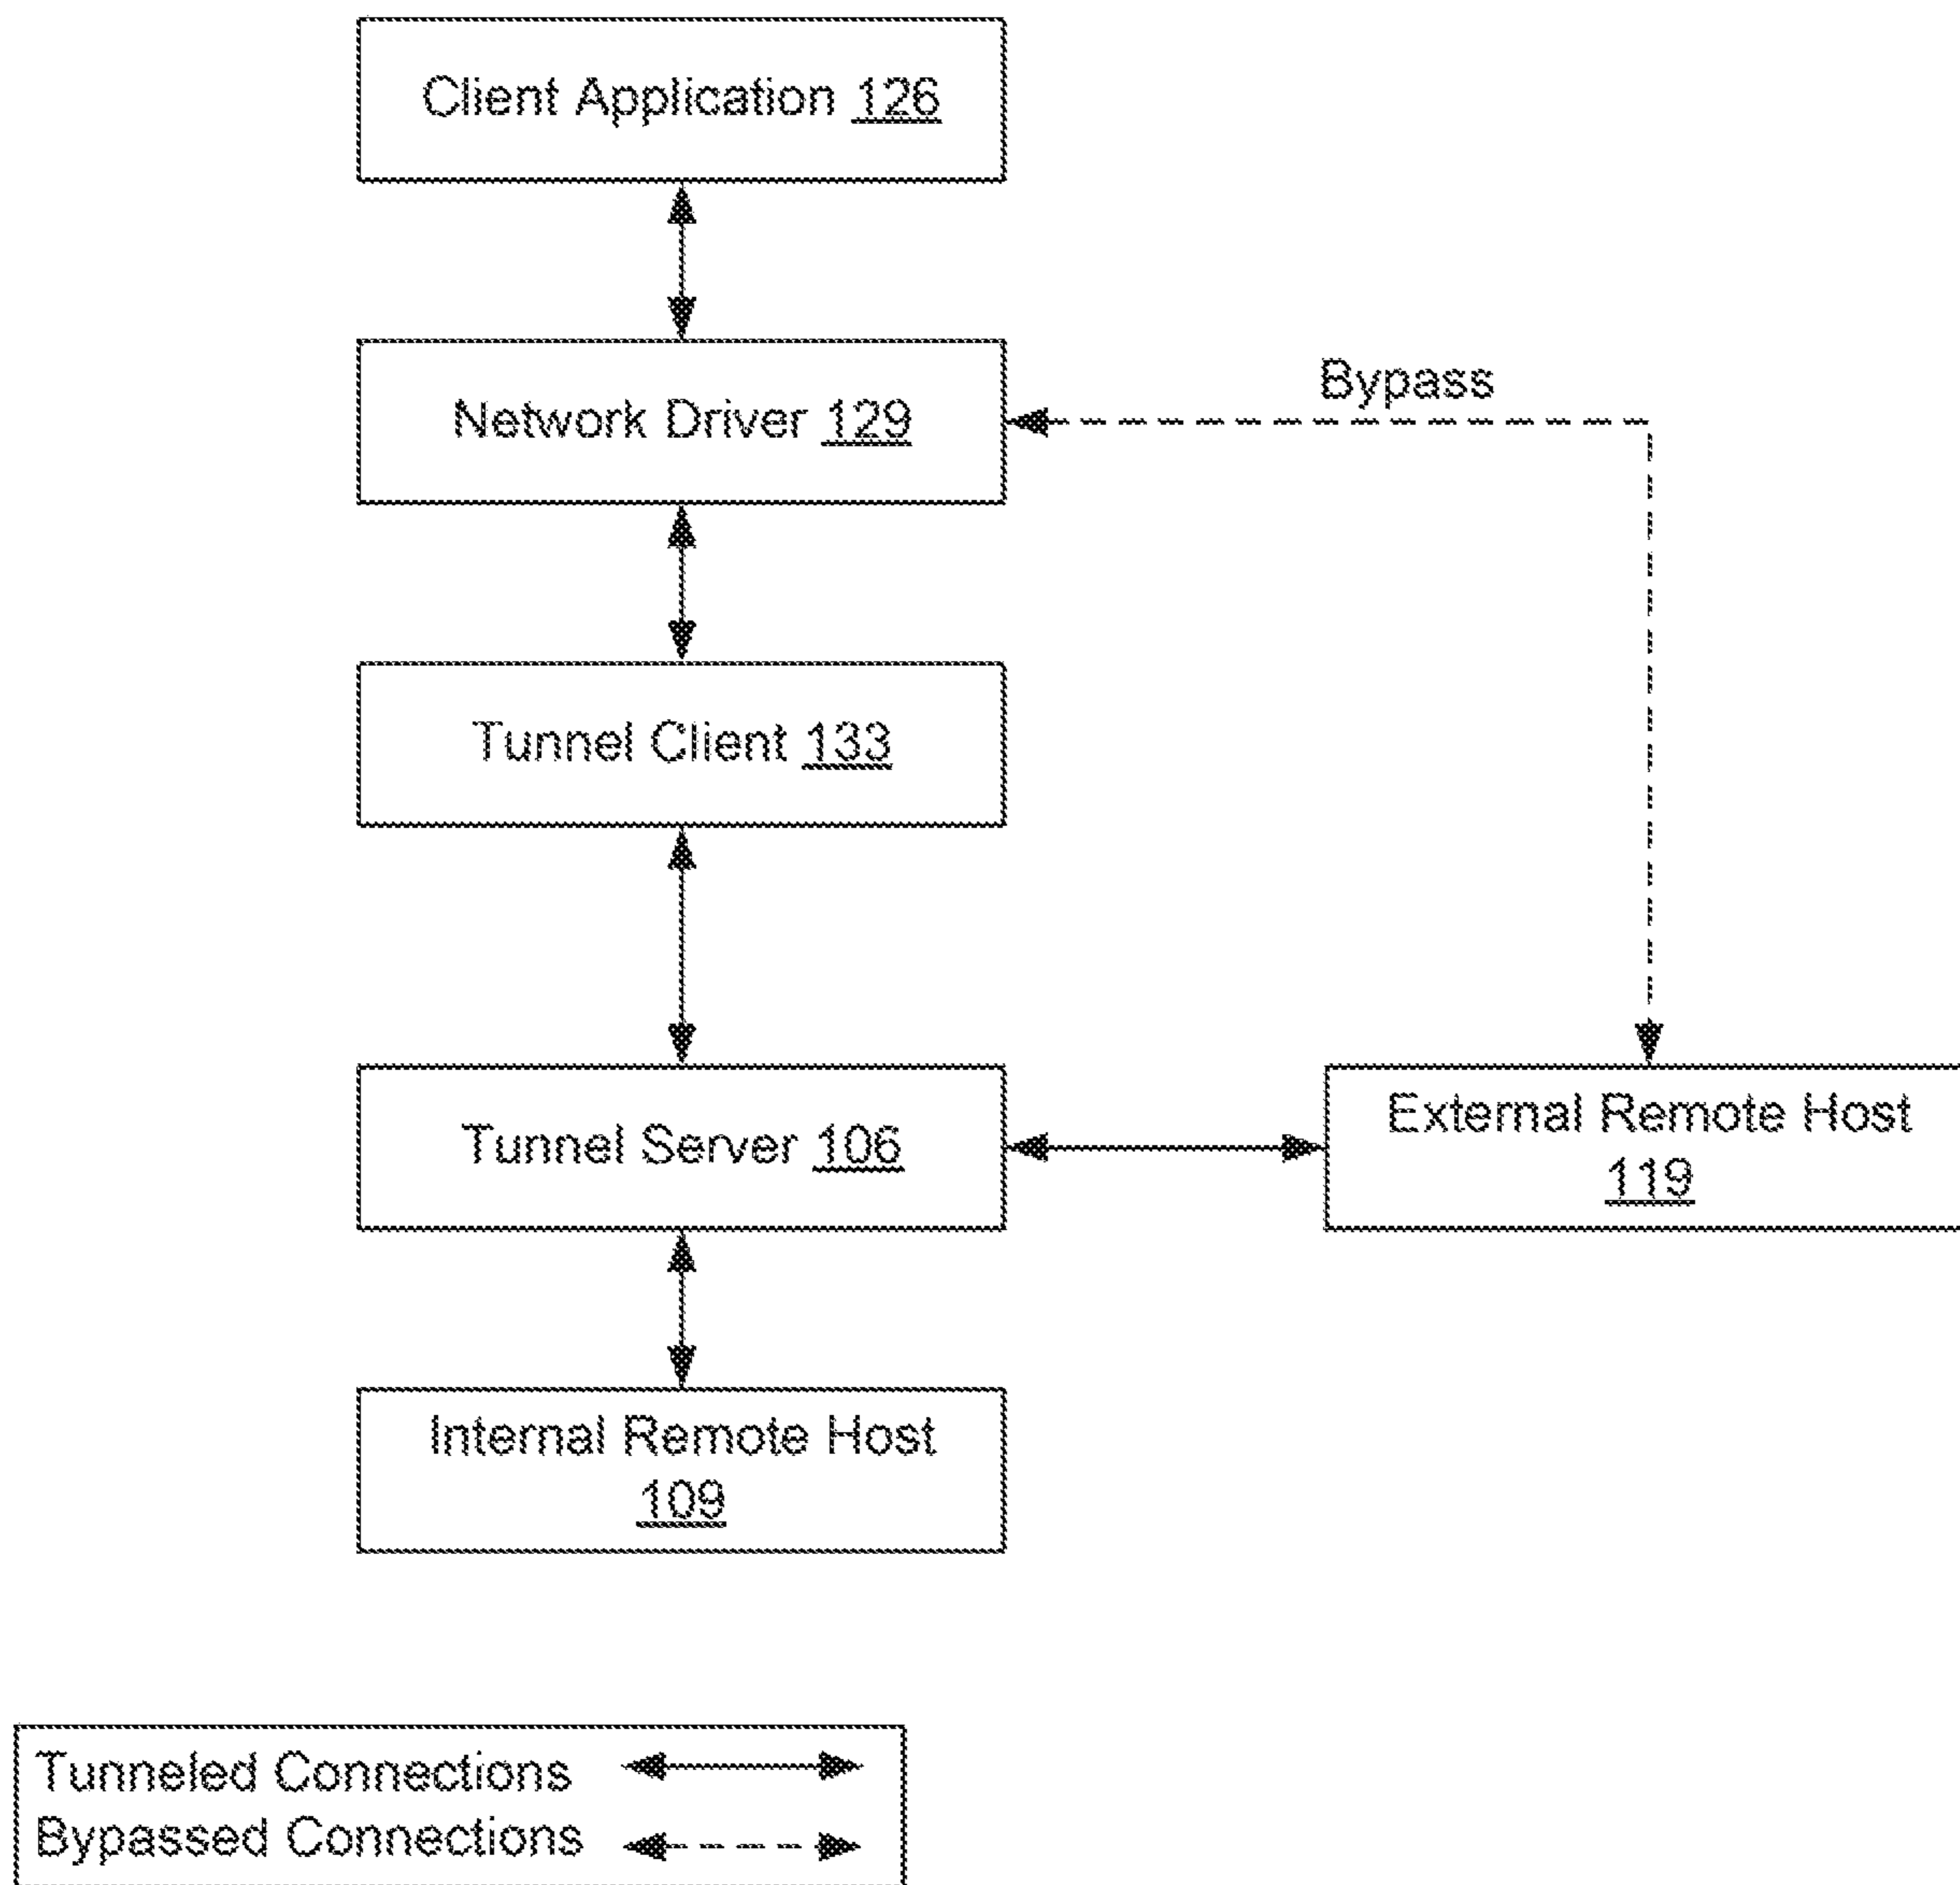 Client Application 126
Network Driver 129
Bypass
Tunnel Client 133
Tunnel Server 106
External Remote Host
119
Internal Remote Host
109
Tunneled Connections
Bypassed Connections